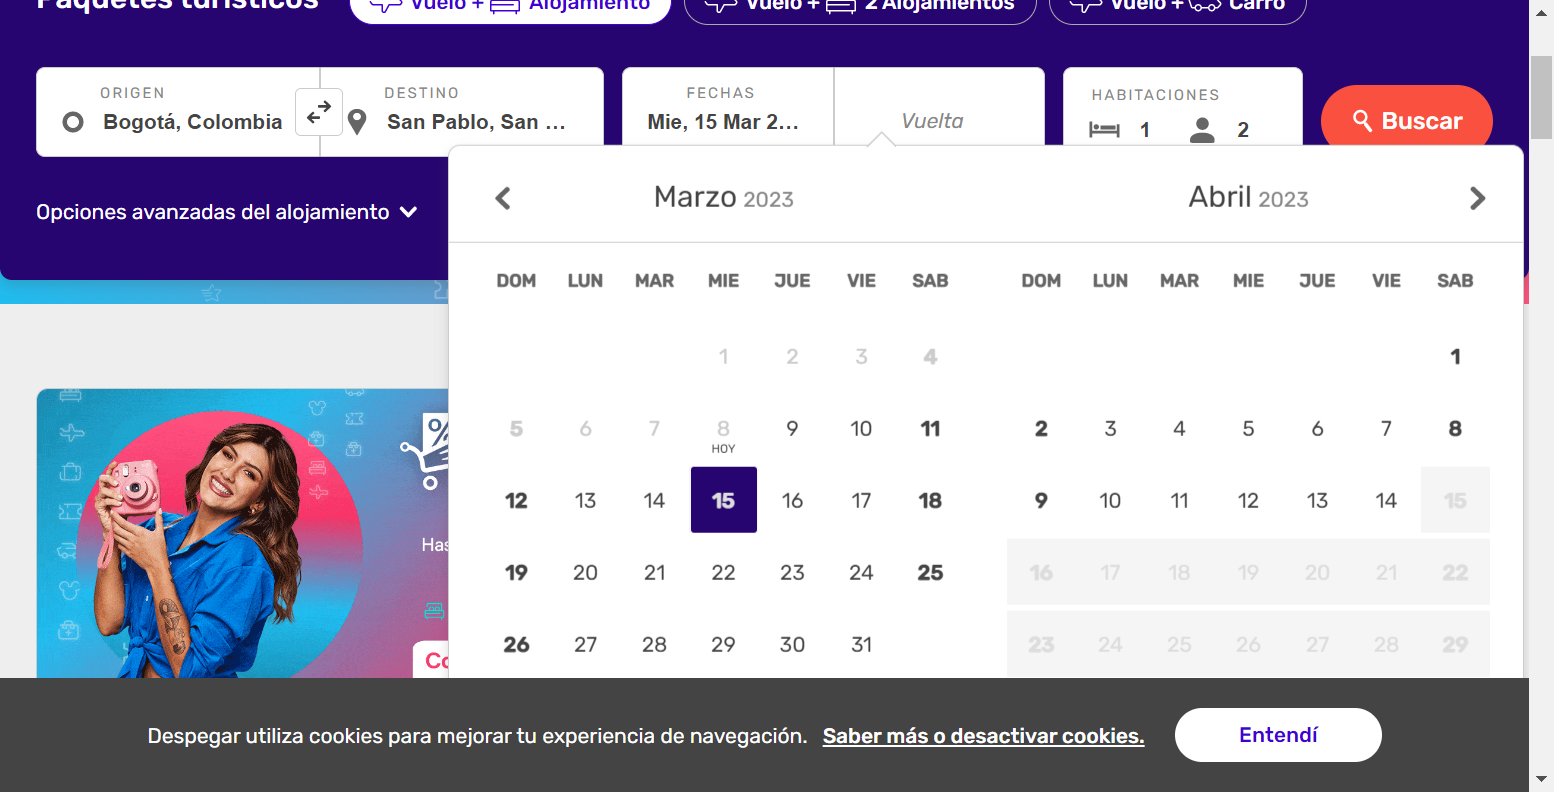 Paquetes turísticos
Vuelo + Alojamiento
Vuelo + 2 Alojamientos
Vuelo + Carro
ORIGEN
Bogotá, Colombia
DESTINO
San Pablo, San ...
FECHAS
Mie, 15 Mar 2...
Vuelta
HABITACIONES
1 2
Buscar
Opciones avanzadas del alojamiento
Marzo 2023
DOM LUN MAR MIE JUE VIE SAB
1 2 3 4
5 6 7 8 9 10 11
HOY
12 13 14 15 16 17 18
19 20 21 22 23 24 25
26 27 28 29 30 31
Abril 2023
DOM LUN MAR MIE JUE VIE SAB
1
2 3 4 5 6 7 8
9 10 11 12 13 14 15
16 17 18 19 20 21 22
23 24 25 26 27 28 29
%
Has
Co
Despegar utiliza cookies para mejorar tu experiencia de navegación. Saber más o desactivar cookies.
Entendí